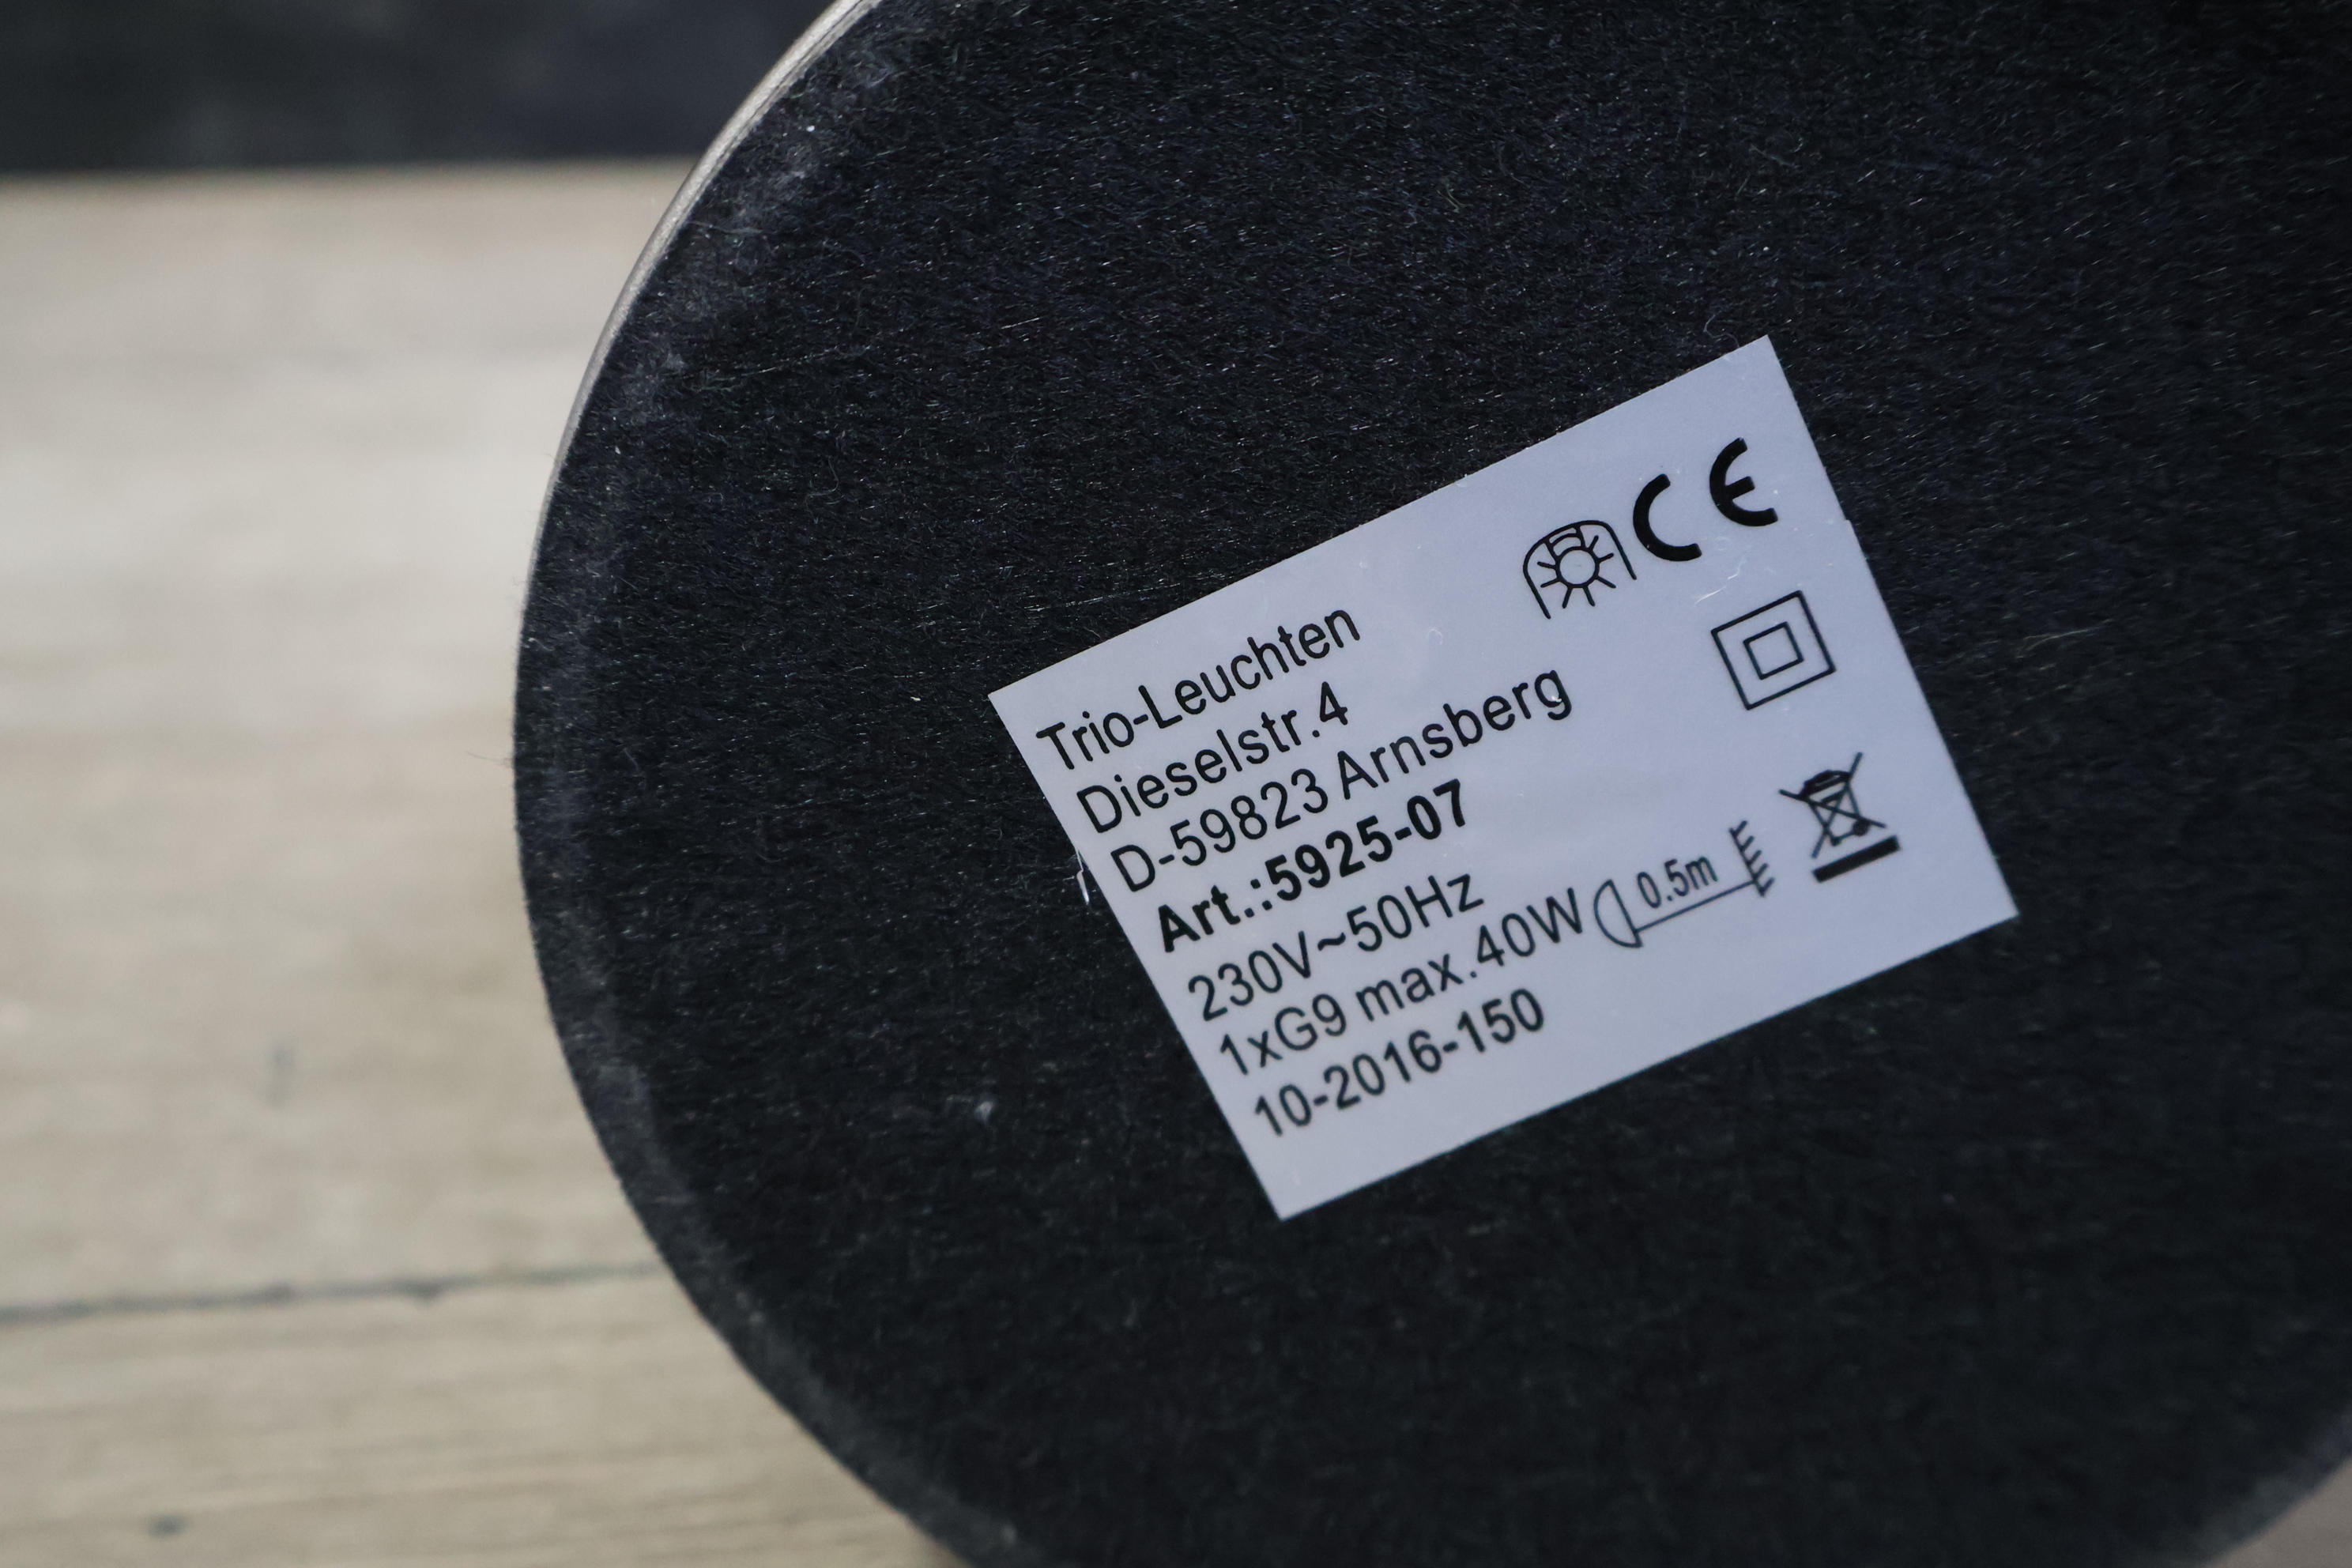 CE
Trio-Leuchten
Dieselstr.4
D-59823 Arnsberg
Art.:5925-07
230V~50Hz
1xG9 max.40W 0.5m
10-2016-150